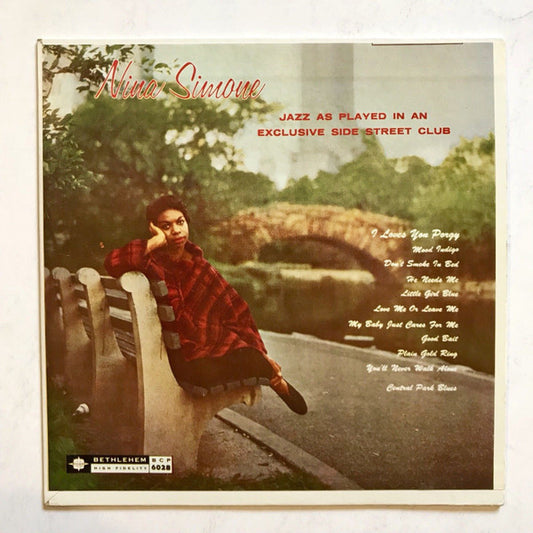 Nina Simone
JAZZ AS PLAYED IN AN
EXCLUSIVE SIDE STREET CLUB
I Loves You Porgy
Mood Indigo
Don't Smoke In Bed
He Needs Me
Little Girl Blue
Love Me Or Leave Me
My Baby Just Cares For Me
Good Bait
Plain Gold Ring
You'll Never Walk Alone
Central Park Blues
BETHLEHEM
HIGH FIDELITY
BCP
6028